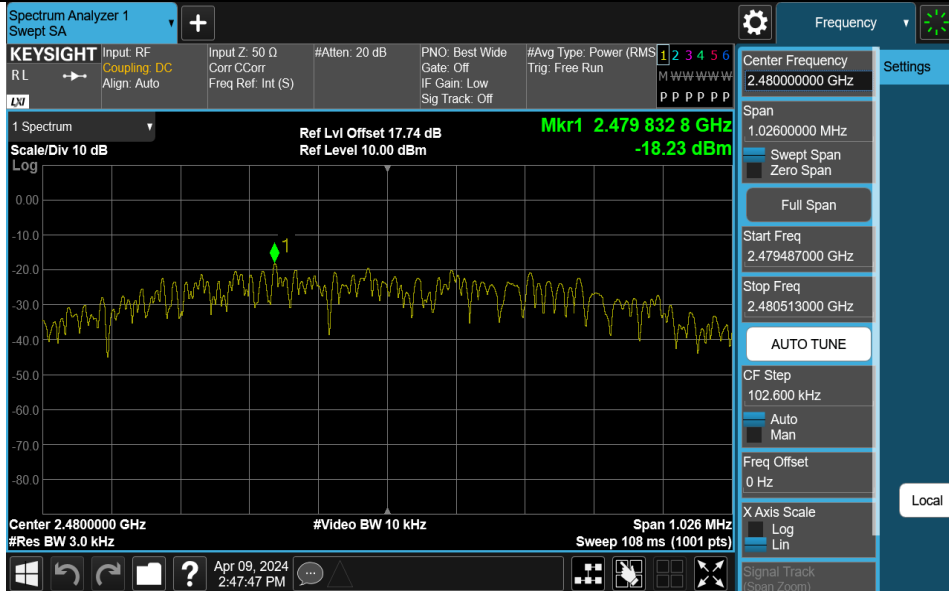 Spectrum Analyzer 1
Swept SA
+
Frequency
KEYSIGHT
R L
LXI
Input: RF
Coupling: DC
Align: Auto
Input Z: 50 Ω
Corr CCorr
Freq Ref: Int (S)
#Atten: 20 dB
PNO: Best Wide
Gate: Off
IF Gain: Low
Sig Track: Off
#Avg Type: Power (RMS
Trig: Free Run
1 2 3 4 5 6
M W W W W W
P P P P P P
1 Spectrum
Scale/Div 10 dB
Log
Ref Lvl Offset 17.74 dB
Ref Level 10.00 dBm
Mkr1 2.479 832 8 GHz
-18.23 dBm
0.00
-10.0
1
-20.0
-30.0
-40.0
-50.0
-60.0
-70.0
-80.0
Center 2.4800000 GHz
#Res BW 3.0 kHz
#Video BW 10 kHz
Span 1.026 MHz
Sweep 108 ms (1001 pts)
Center Frequency
2.480000000 GHz
Span
1.02600000 MHz
Swept Span
Zero Span
Full Span
Start Freq
2.479487000 GHz
Stop Freq
2.480513000 GHz
AUTO TUNE
CF Step
102.600 kHz
Auto
Man
Freq Offset
0 Hz
X Axis Scale
Log
Lin
Signal Track
(Span Zoom)
Settings
Local
?
Apr 09, 2024
2:47:47 PM